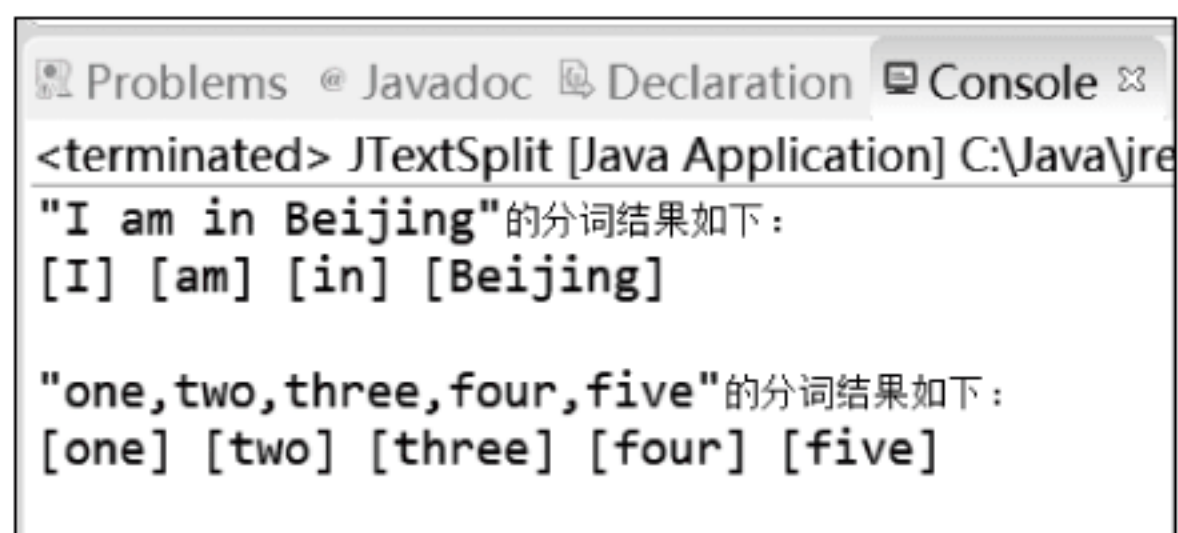 Problems @ Javadoc Declaration Console
<terminated> JTextSplit [Java Application] C:\Java\jre
"I am in Beijing"的分词结果如下：
[I] [am] [in] [Beijing]
"one,two,three,four,five"的分词结果如下：
[one] [two] [three] [four] [five]